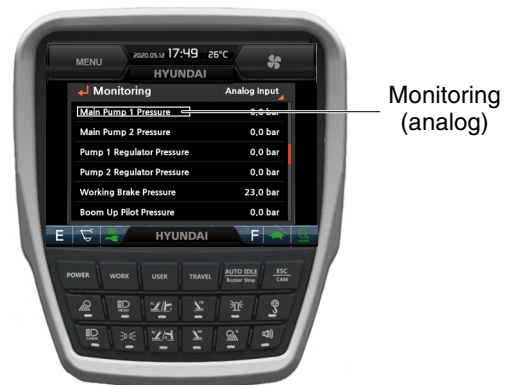 MENU
2020.05.12 17:49 26°C
HYUNDAI
Monitoring Analog Input
Main Pump 1 Pressure 0,0 bar
Main Pump 2 Pressure 0,0 bar
Pump 1 Regulator Pressure 0,0 bar
Pump 2 Regulator Pressure 0,0 bar
Working Brake Pressure 23,0 bar
Boom Up Pilot Pressure 0,0 bar
Monitoring
(analog)
E HYUNDAI F
POWER WORK USER TRAVEL AUTO IDLE ESC
Buzzer Stop CAM
HEAD
CABIN